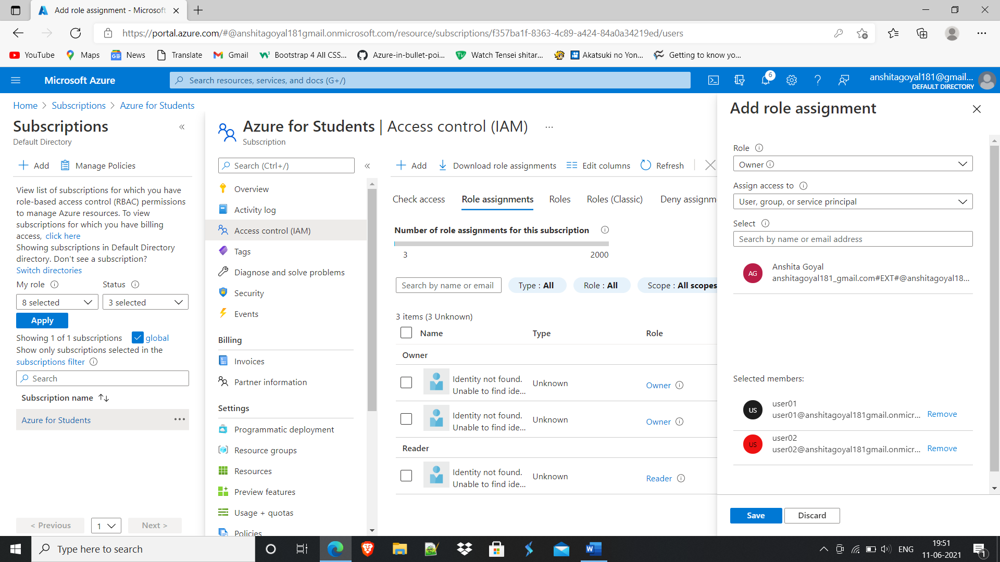 Add role assignment - Microsoft
https://portal.azure.com/#@anshitagoyal181gmail.onmicrosoft.com/resource/subscriptions/f357ba1f-8363-4c89-a424-84a0a34219ed/users
YouTube
Maps
News
Translate
Gmail
Bootstrap 4 All CSS...
Azure-in-bullet-poi...
Watch Tensei shitar...
Akatsuki no Yon...
Getting to know yo...
Microsoft Azure
Search resources, services, and docs (G+/)
6
anshitagoyal181@gmail....
DEFAULT DIRECTORY
Home > Subscriptions > Azure for Students
Subscriptions
«
Default Directory
Add
Manage Policies
View list of subscriptions for which you have
role-based access control (RBAC) permissions
to manage Azure resources. To view
subscriptions for which you have billing
access, click here
Showing subscriptions in Default Directory
directory. Don't see a subscription?
Switch directories
My role
Status
8 selected
3 selected
Apply
Showing 1 of 1 subscriptions
global
Show only subscriptions selected in the
subscriptions filter
Search
Subscription name
Azure for Students
...
< Previous
1
Next >
Azure for Students | Access control (IAM)
...
Subscription
Search (Ctrl+/)
«
Overview
Activity log
Access control (IAM)
Tags
Diagnose and solve problems
Security
Events
Billing
Invoices
Partner information
Settings
Programmatic deployment
Resource groups
Resources
Preview features
Usage + quotas
Policies
Add
Download role assignments
Edit columns
Refresh
Check access
Role assignments
Roles
Roles (Classic)
Deny assignm
Number of role assignments for this subscription
3
2000
Search by name or email
Type : All
Role : All
Scope : All scopes
3 items (3 Unknown)
Name
Type
Role
Owner
Identity not found.
Unable to find ide...
Unknown
Owner
Identity not found.
Unable to find ide...
Unknown
Owner
Reader
Identity not found.
Unable to find ide...
Unknown
Reader
Add role assignment
Role
Owner
Assign access to
User, group, or service principal
Select
Search by name or email address
AG
Anshita Goyal
anshitagoyal181_gmail.com#EXT#@anshitagoyal18...
Selected members:
US
user01
user01@anshitagoyal181gmail.onmicr...
Remove
US
user02
user02@anshitagoyal181gmail.onmicr...
Remove
Save
Discard
Type here to search
ENG
19:51
11-06-2021
1